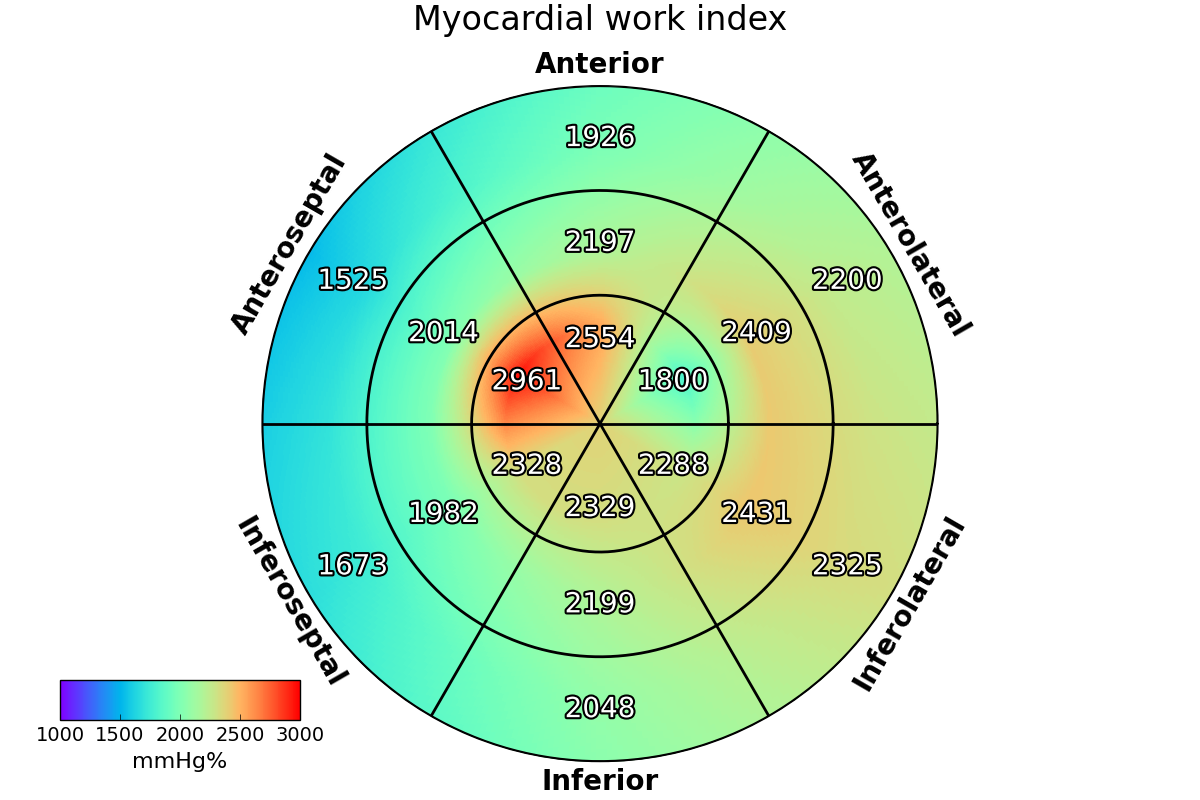 Myocardial work index
Anterior
1926
Anteroseptal
Anterolateral
2197
1525
2200
2014
2554
2409
2961
1800
2328
2288
1982
2329
2431
1673
2325
2199
Inferoseptal
Inferolateral
2048
1000 1500 2000 2500 3000
mmHg%
Inferior